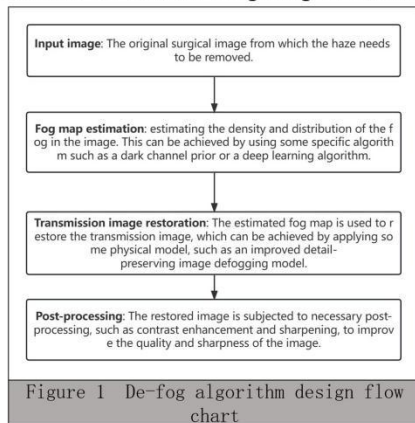 Input image: The original surgical image from which the haze needs
to be removed.
Fog map estimation: estimating the density and distribution of the f
og in the image. This can be achieved by using some specific algorith
m such as a dark channel prior or a deep learning algorithm.
Transmission image restoration: The estimated fog map is used to r
estore the transmission image, which can be achieved by applying so
me physical model, such as an improved detail-
preserving image defogging model.
Post-processing: The restored image is subjected to necessary post-
processing, such as contrast enhancement and sharpening, to improv
e the quality and sharpness of the image.
Figure 1 De-fog algorithm design flow
chart